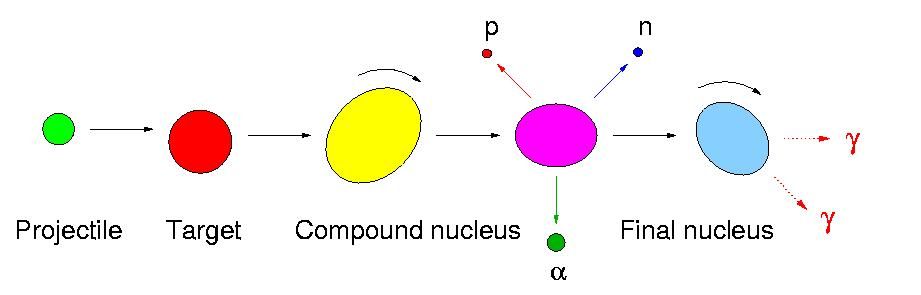 p
n
γ
γ
Projectile
Target
Compound nucleus
Final nucleus
α